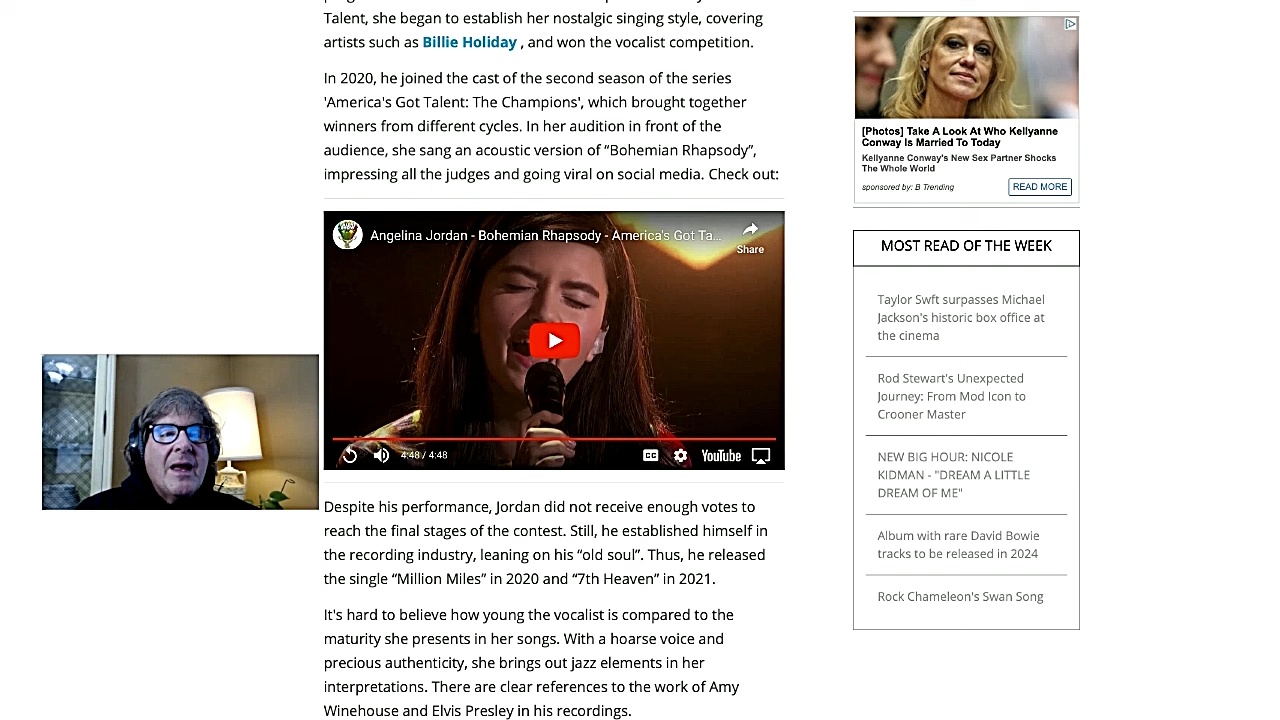 Talent, she began to establish her nostalgic singing style, covering
artists such as Billie Holiday , and won the vocalist competition.
In 2020, he joined the cast of the second season of the series
'America's Got Talent: The Champions', which brought together
winners from different cycles. In her audition in front of the
audience, she sang an acoustic version of “Bohemian Rhapsody”,
impressing all the judges and going viral on social media. Check out:
Angelina Jordan - Bohemian Rhapsody - America's Got Ta...
Share
4:48 / 4:48
CC
YouTube
Despite his performance, Jordan did not receive enough votes to
reach the final stages of the contest. Still, he established himself in
the recording industry, leaning on his “old soul”. Thus, he released
the single “Million Miles” in 2020 and “7th Heaven” in 2021.
It's hard to believe how young the vocalist is compared to the
maturity she presents in her songs. With a hoarse voice and
precious authenticity, she brings out jazz elements in her
interpretations. There are clear references to the work of Amy
Winehouse and Elvis Presley in his recordings.
[Photos] Take A Look At Who Kellyanne
Conway Is Married To Today
Kellyanne Conway's New Sex Partner Shocks
The Whole World
sponsored by: B Trending
READ MORE
MOST READ OF THE WEEK
Taylor Swft surpasses Michael
Jackson's historic box office at
the cinema
Rod Stewart's Unexpected
Journey: From Mod Icon to
Crooner Master
NEW BIG HOUR: NICOLE
KIDMAN - "DREAM A LITTLE
DREAM OF ME"
Album with rare David Bowie
tracks to be released in 2024
Rock Chameleon's Swan Song